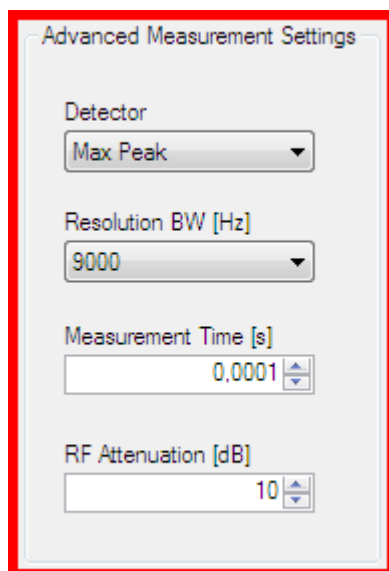 Advanced Measurement Settings
Detector
Max Peak
Resolution BW [Hz]
9000
Measurement Time [s]
0,0001
RF Attenuation [dB]
10